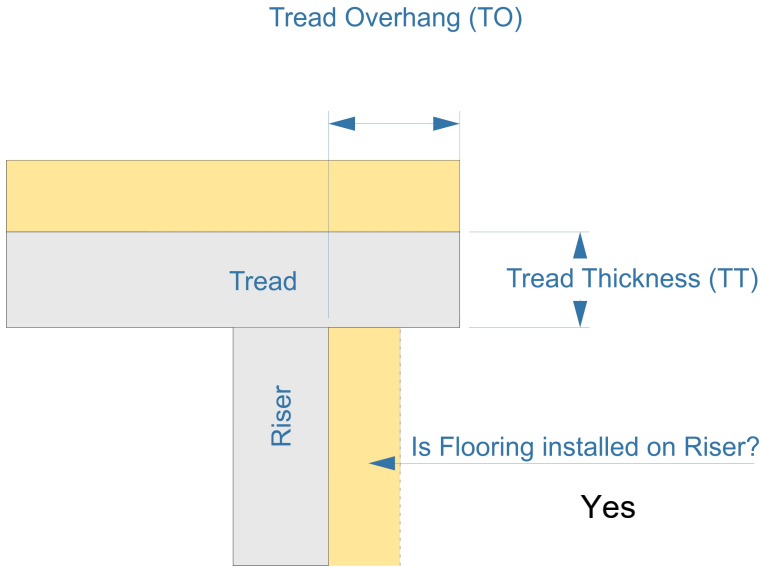 Tread Overhang (TO)
Tread
Tread Thickness (TT)
Riser
Is Flooring installed on Riser?
Yes